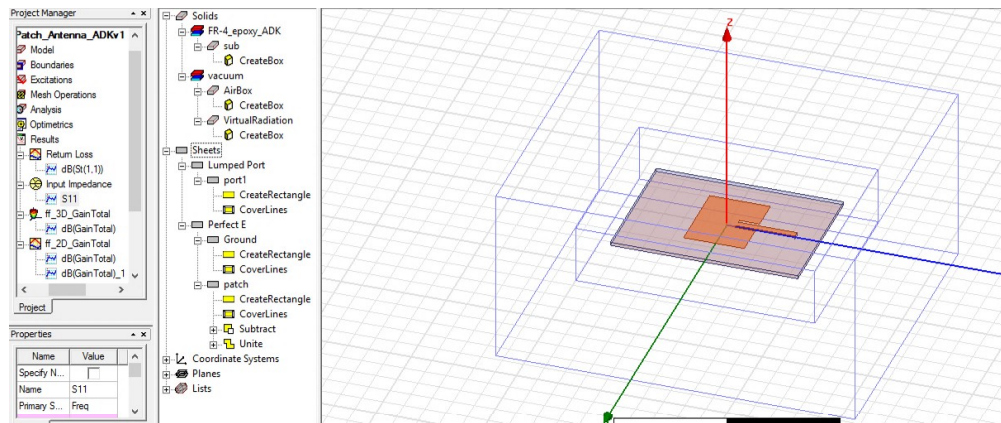 Project Manager
Patch_Antenna_ADKv1
Model
Boundaries
Excitations
Mesh Operations
Analysis
Optimetrics
Results
Return Loss
dB(St(1,1))
Input Impedance
S11
ff_3D_GainTotal
dB(GainTotal)
ff_2D_GainTotal
dB(GainTotal)
dB(GainTotal)_1
Project
Properties
Name Value
Specify N...
Name S11
Primary S... Freq
Solids
FR-4_epoxy_ADK
sub
CreateBox
vacuum
AirBox
CreateBox
VirtualRadiation
CreateBox
Sheets
Lumped Port
port1
CreateRectangle
CoverLines
Perfect E
Ground
CreateRectangle
CoverLines
patch
CreateRectangle
CoverLines
Subtract
Unite
Coordinate Systems
Planes
Lists
Z